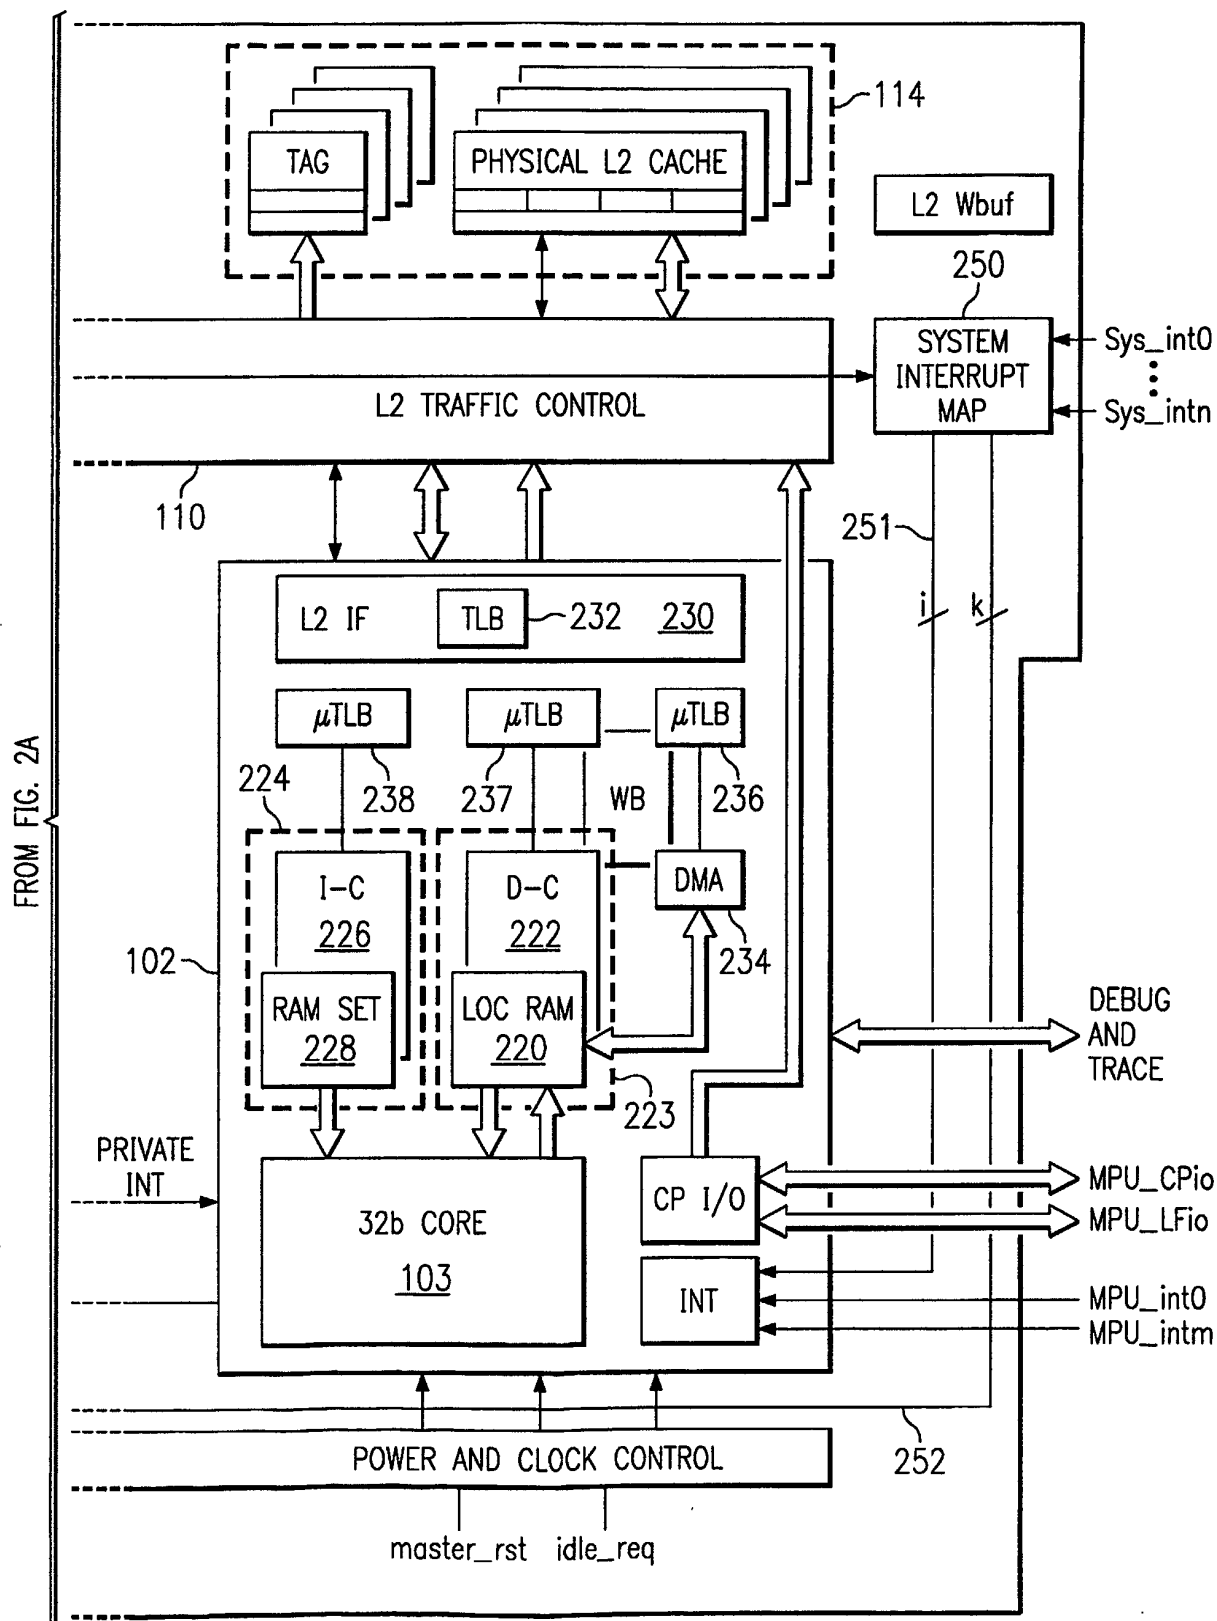 114
TAG
PHYSICAL L2 CACHE
L2 Wbuf
250
SYSTEM
INTERRUPT
MAP
Sys_int0
Sys_intn
L2 TRAFFIC CONTROL
110
251
i
k
L2 IF
TLB
232
230
μTLB
μTLB
μTLB
224
238
237
WB
236
FROM FIG. 2A
I-C
226
D-C
222
DMA
234
102
RAM SET
228
LOC RAM
220
223
DEBUG
AND
TRACE
PRIVATE
INT
32b CORE
103
CP I/O
MPU_CPio
MPU_LFio
INT
MPU_int0
MPU_intm
252
POWER AND CLOCK CONTROL
master_rst
idle_req